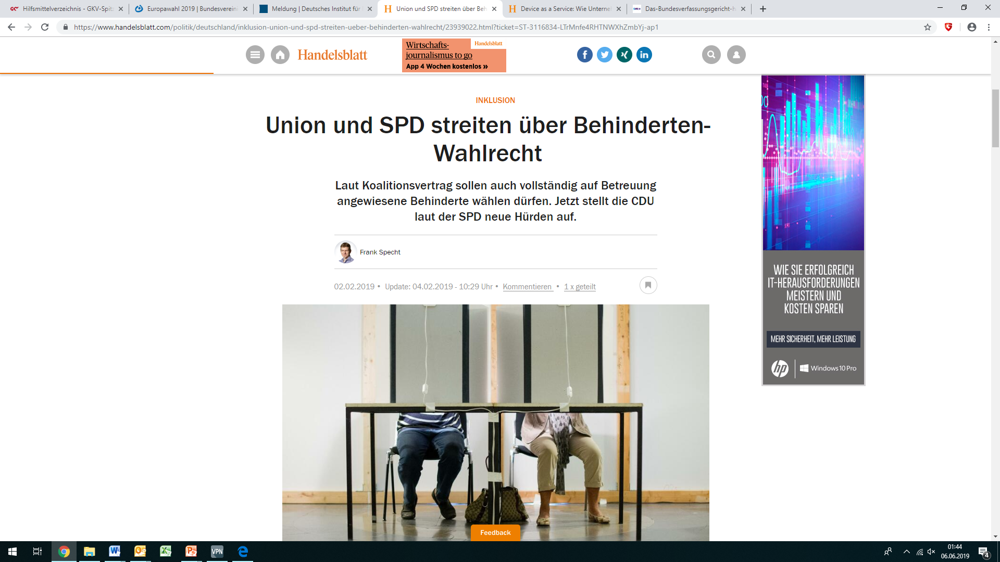 Hilfsmittelverzeichnis - GKV-Spitz
Europawahl 2019 | Bundesverein
Meldung | Deutsches Institut für
Union und SPD streiten über Beh
Device as a Service: Wie Unterne
Das-Bundesverfassungsgericht-h
https://www.handelsblatt.com/politik/deutschland/inklusion-union-und-spd-streiten-ueber-behinderten-wahlrecht/23939022.html?ticket=ST-3116834-LTrMnfe4RHTNWXhZmbYj-ap1
Handelsblatt
Wirtschafts-
journalismus to go
App 4 Wochen kostenlos »
Handelsblatt
INKLUSION
Union und SPD streiten über Behinderten-
Wahlrecht
Laut Koalitionsvertrag sollen auch vollständig auf Betreuung
angewiesene Behinderte wählen dürfen. Jetzt stellt die CDU
laut der SPD neue Hürden auf.
Frank Specht
02.02.2019 • Update: 04.02.2019 - 10:29 Uhr • Kommentieren • 1 x geteilt
WIE SIE ERFOLGREICH
IT-HERAUSFORDERUNGEN
MEISTERN UND
KOSTEN SPAREN
MEHR SICHERHEIT, MEHR LEISTUNG
hp
Windows 10 Pro
Feedback
VPN
01:44
06.06.2019
4